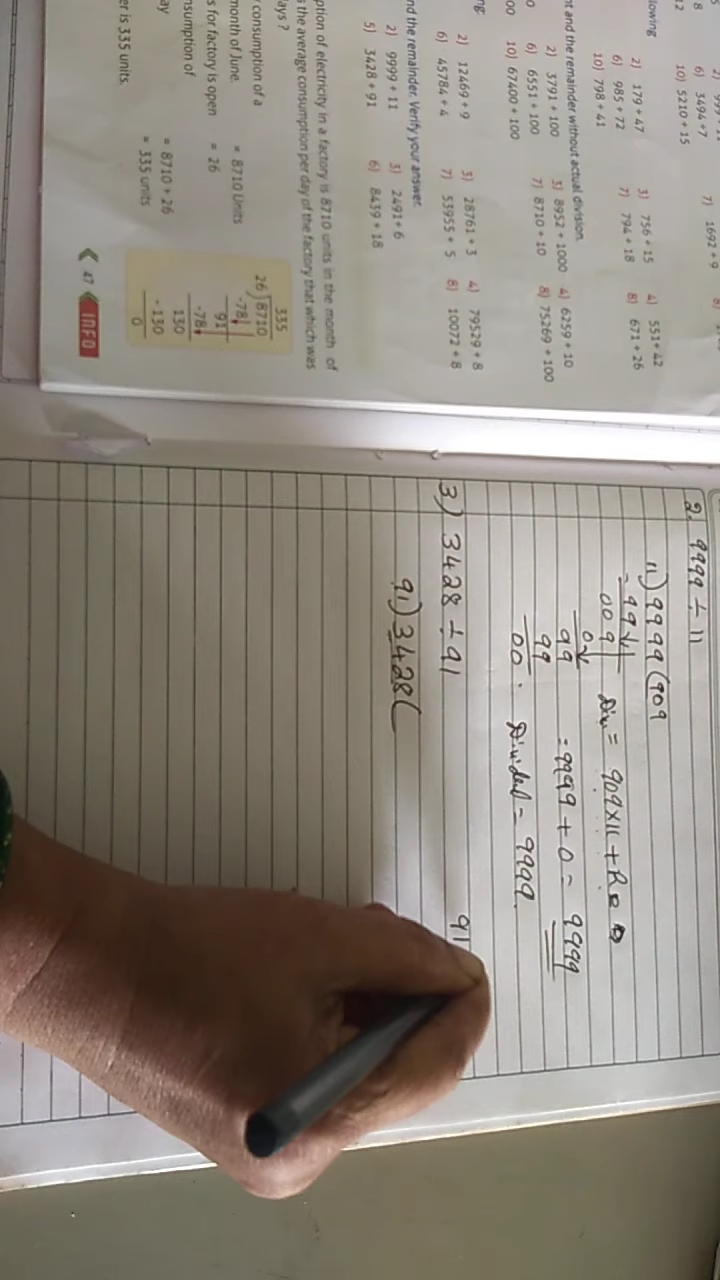 2) 999
8
6) 3494÷7
7) 1692÷9
12
10) 5210÷15
lowing
2) 179÷47
3) 756÷15
4) 551÷42
6) 985÷72
7) 794÷18
8) 671÷26
10) 798÷41
nt and the remainder without actual division.
2) 3791÷100
3) 8952÷1000
4) 6259÷10
6) 6551÷100
7) 8710÷10
8) 75269÷100
00
10) 67400÷100
ng
2) 12469÷9
3) 28761÷3
4) 79529÷8
6) 45784÷4
7) 53955÷5
8) 10072÷8
nd the remainder. Verify your answer.
2) 9999÷11
3) 2491÷6
5) 3428÷91
6) 8439÷18
ption of electricity in a factory is 8710 units in the month of
s the average consumption per day of the factory that which was
days ?
r consumption of a
month of June. = 8710 Units
s for factory is open = 26
nsumption of
ay = 8710÷26
= 335 units
er is 335 units.
335
26)8710
-78
91
-78
130
-130
0
47
INFO
2. 9999 ÷ 11
11)9999(909
-99
009
0
99
99
00
= 909×11+R
= 9999+0= 9999
Dividend = 9999.
3) 3428 ÷ 91
91
91)3428(